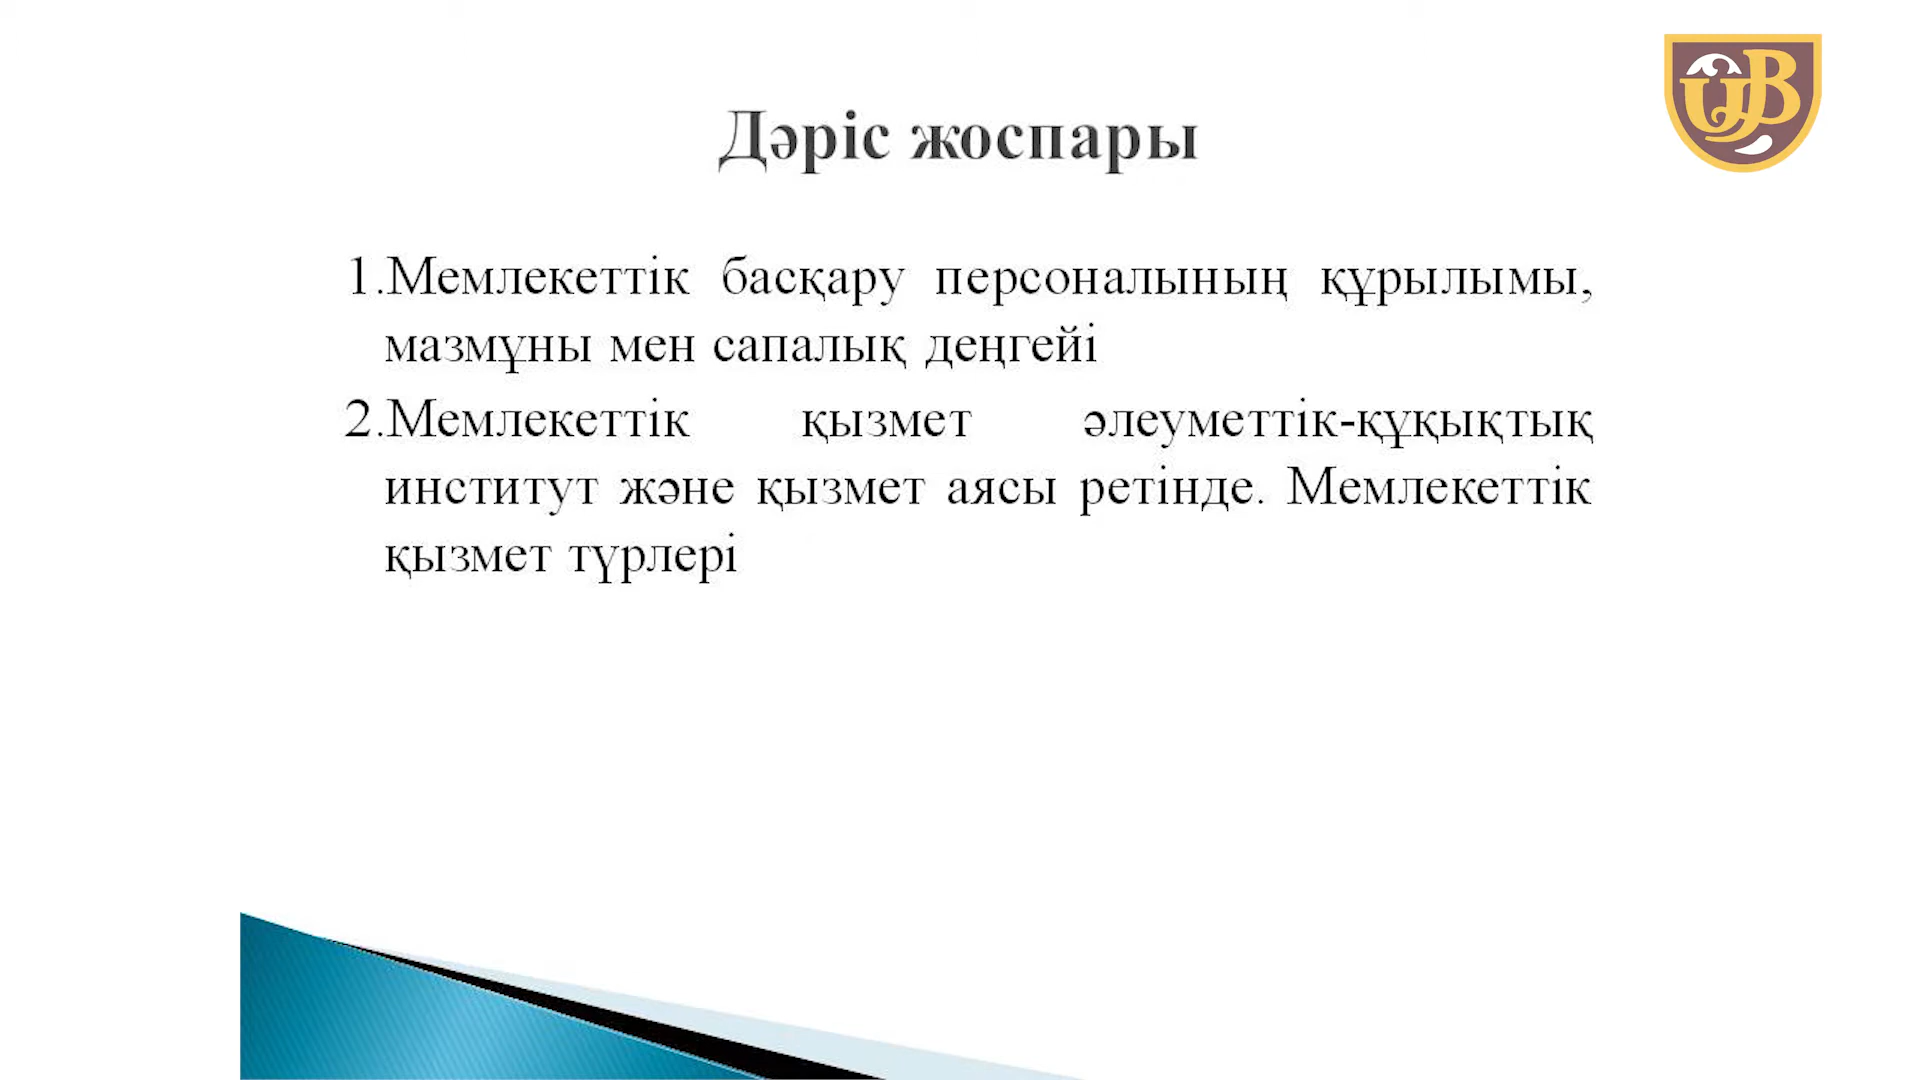 Дәріс жоспары
1.Мемлекеттік басқару персоналының құрылымы,
мазмұны мен сапалық деңгейі
2.Мемлекеттік қызмет әлеуметтік-құқықтық
институт және қызмет аясы ретінде. Мемлекеттік
қызмет түрлері